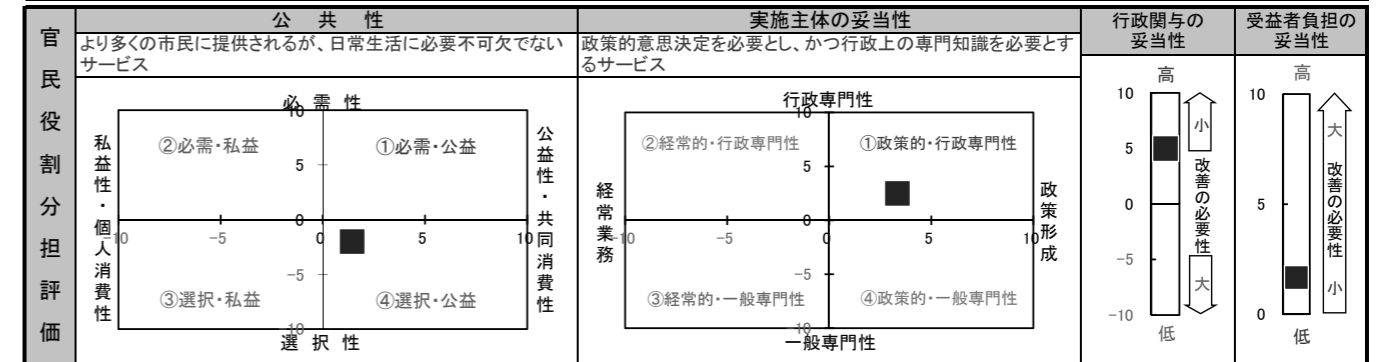 官民役割分担評価
公共性
より多くの市民に提供されるが、日常生活に必要不可欠でない
サービス
必需性
私益性・個人消費性
公益性・共同消費性
②必需・私益
①必需・公益
③選択・私益
④選択・公益
10
5
0
-5
-10
-10
-5
0
5
10
選択性
実施主体の妥当性
政策的意思決定を必要とし、かつ行政上の専門知識を必要とす
るサービス
行政専門性
経常業務
政策形成
②経常的・行政専門性
①政策的・行政専門性
③経常的・一般専門性
④政策的・一般専門性
10
5
0
-5
-10
-10
-5
0
5
10
一般専門性
行政関与の
妥当性
高
10
5
0
-5
-10
小
改善の必要性
大
低
受益者負担の
妥当性
高
10
5
0
大
改善の必要性
小
低